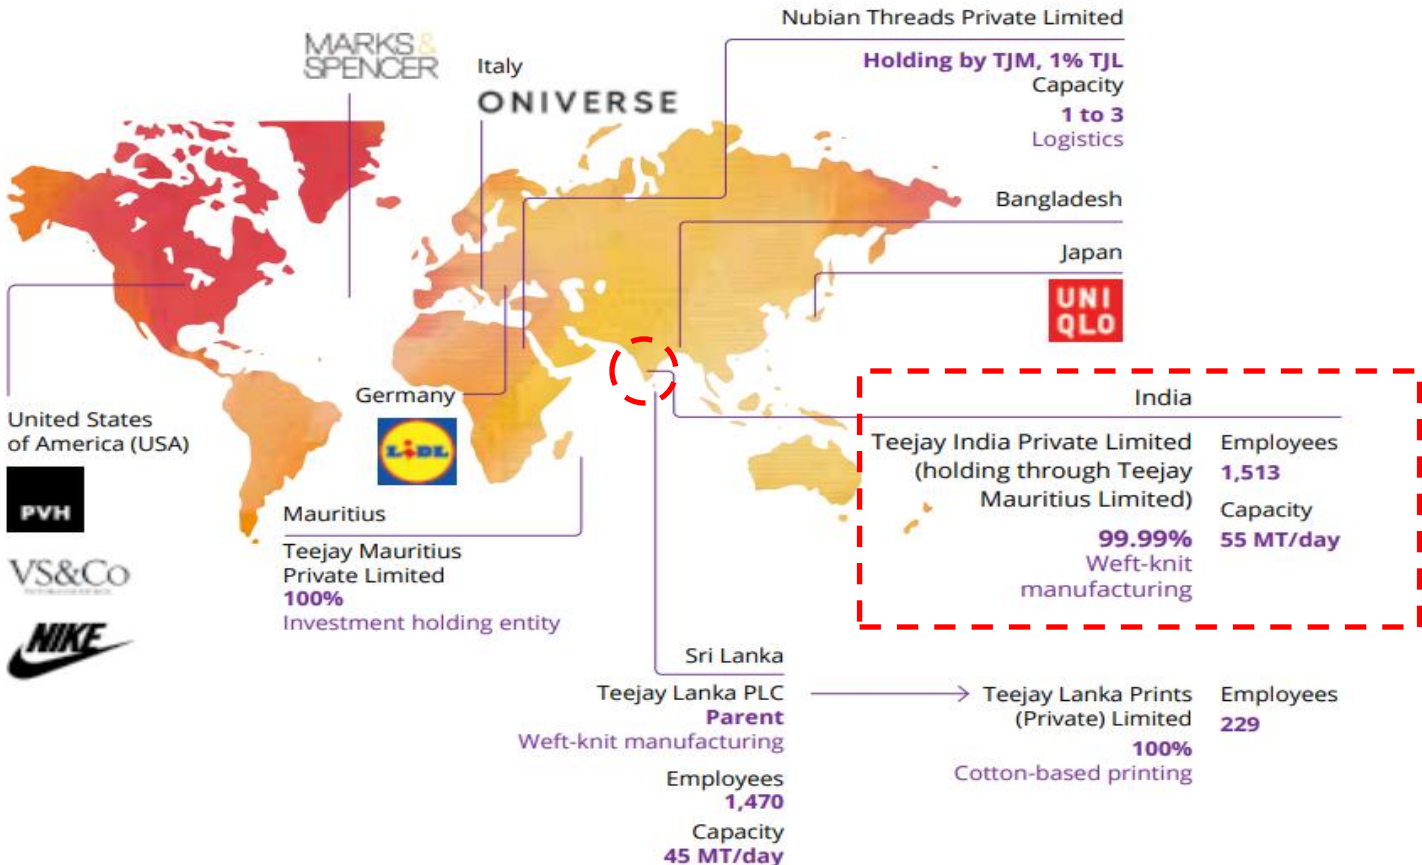 MARKS &
SPENCER
Italy
ONIVERSE
Nubian Threads Private Limited
Holding by TJM, 1% TJL
Capacity
1 to 3
Logistics
Bangladesh
Japan
UNI
QLO
United States
of America (USA)
PVH
VS&Co
NIKE
Germany
LIDL
Mauritius
Teejay Mauritius
Private Limited
100%
Investment holding entity
India
Teejay India Private Limited
(holding through Teejay
Mauritius Limited)
99.99%
Weft-knit
manufacturing
Employees
1,513
Capacity
55 MT/day
Sri Lanka
Teejay Lanka PLC
Parent
Weft-knit manufacturing
Employees
1,470
Capacity
45 MT/day
Teejay Lanka Prints
(Private) Limited
100%
Cotton-based printing
Employees
229